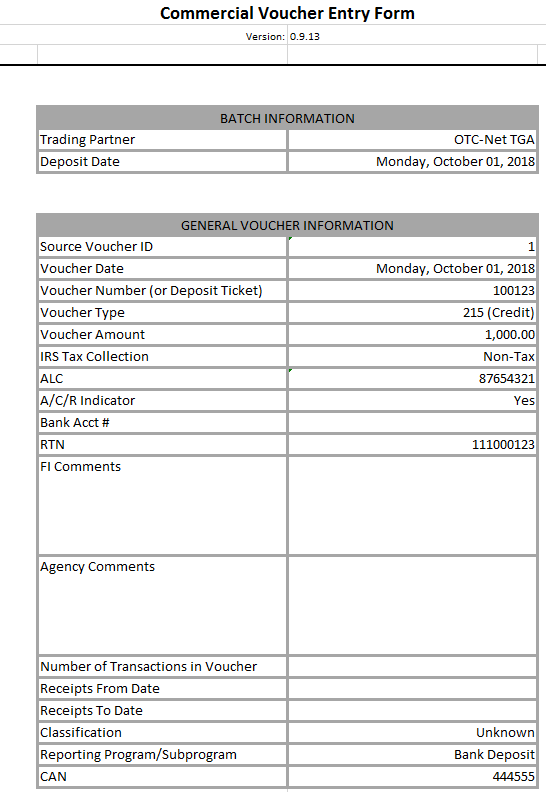 Commercial Voucher Entry Form
Version: 0.9.13
BATCH INFORMATION
Trading Partner OTC-Net TGA
Deposit Date Monday, October 01, 2018
GENERAL VOUCHER INFORMATION
Source Voucher ID 1
Voucher Date Monday, October 01, 2018
Voucher Number (or Deposit Ticket) 100123
Voucher Type 215 (Credit)
Voucher Amount 1,000.00
IRS Tax Collection Non-Tax
ALC 87654321
A/C/R Indicator Yes
Bank Acct #
RTN 111000123
FI Comments
Agency Comments
Number of Transactions in Voucher
Receipts From Date
Receipts To Date
Classification Unknown
Reporting Program/Subprogram Bank Deposit
CAN 444555